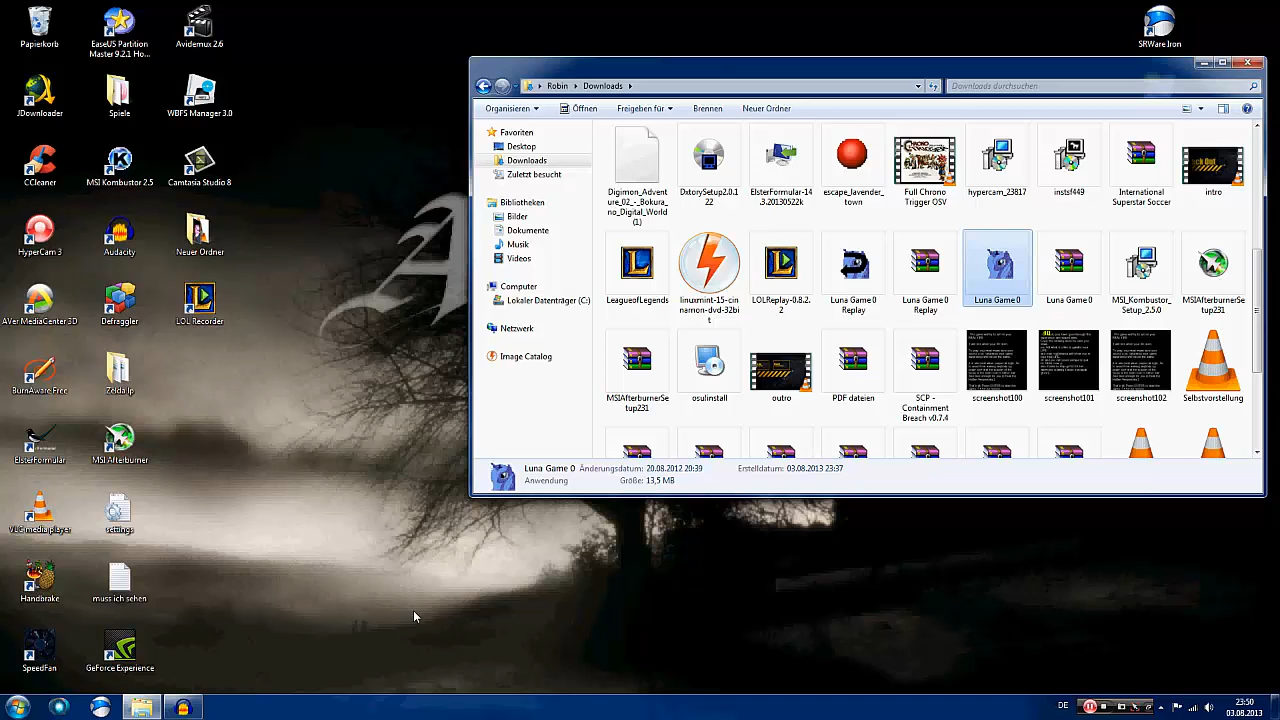 Papierkorb
EaseUS Partition
Master 9.2.1 Ho...
Avidemux 2.6
SRWare Iron
JDownloader
Spiele
WBFS Manager 3.0
CCleaner
MSI Kombustor 2.5
Camtasia Studio 8
HyperCam 3
Audacity
Neuer Ordner
AVer MediaCenter 3D
Defraggler
LOL Recorder
BurnAware Free
Zeldalp
ElsterFormular
MSI Afterburner
VLC media player
settings
Handbrake
muss ich sehen
SpeedFan
GeForce Experience
Robin
Downloads
Downloads durchsuchen
Organisieren
Öffnen
Freigeben für
Brennen
Neuer Ordner
Favoriten
Desktop
Downloads
Zuletzt besucht
Bibliotheken
Bilder
Dokumente
Musik
Videos
Computer
Lokaler Datenträger (C:)
Netzwerk
Image Catalog
Digimon_Advent
ure_02_-_Bokura_
no_Digital_World
(1)
DxtorySetup2.0.1
22
ElsterFormular-14
.3.20130522k
escape_lavender_
town
Full Chrono
Trigger OSV
hypercam_23817
instsf449
International
Superstar Soccer
intro
LeagueofLegends
linuxmint-15-cin
namon-dvd-32bi
t
LOLReplay-0.8.2.
2
Luna Game 0
Replay
Luna Game 0
Replay
Luna Game 0
Luna Game 0
MSI_Kombustor_
Setup_2.5.0
MSIAfterburnerSe
tup231
MSIAfterburnerSe
tup231
osulinstall
outro
PDF dateien
SCP -
Containment
Breach v0.7.4
screenshot100
screenshot101
screenshot102
Selbstvorstellung
Luna Game 0
Änderungsdatum: 20.08.2012 20:39
Erstelldatum: 03.08.2013 23:37
Anwendung
Größe: 13,5 MB
DE
23:50
03.08.2013